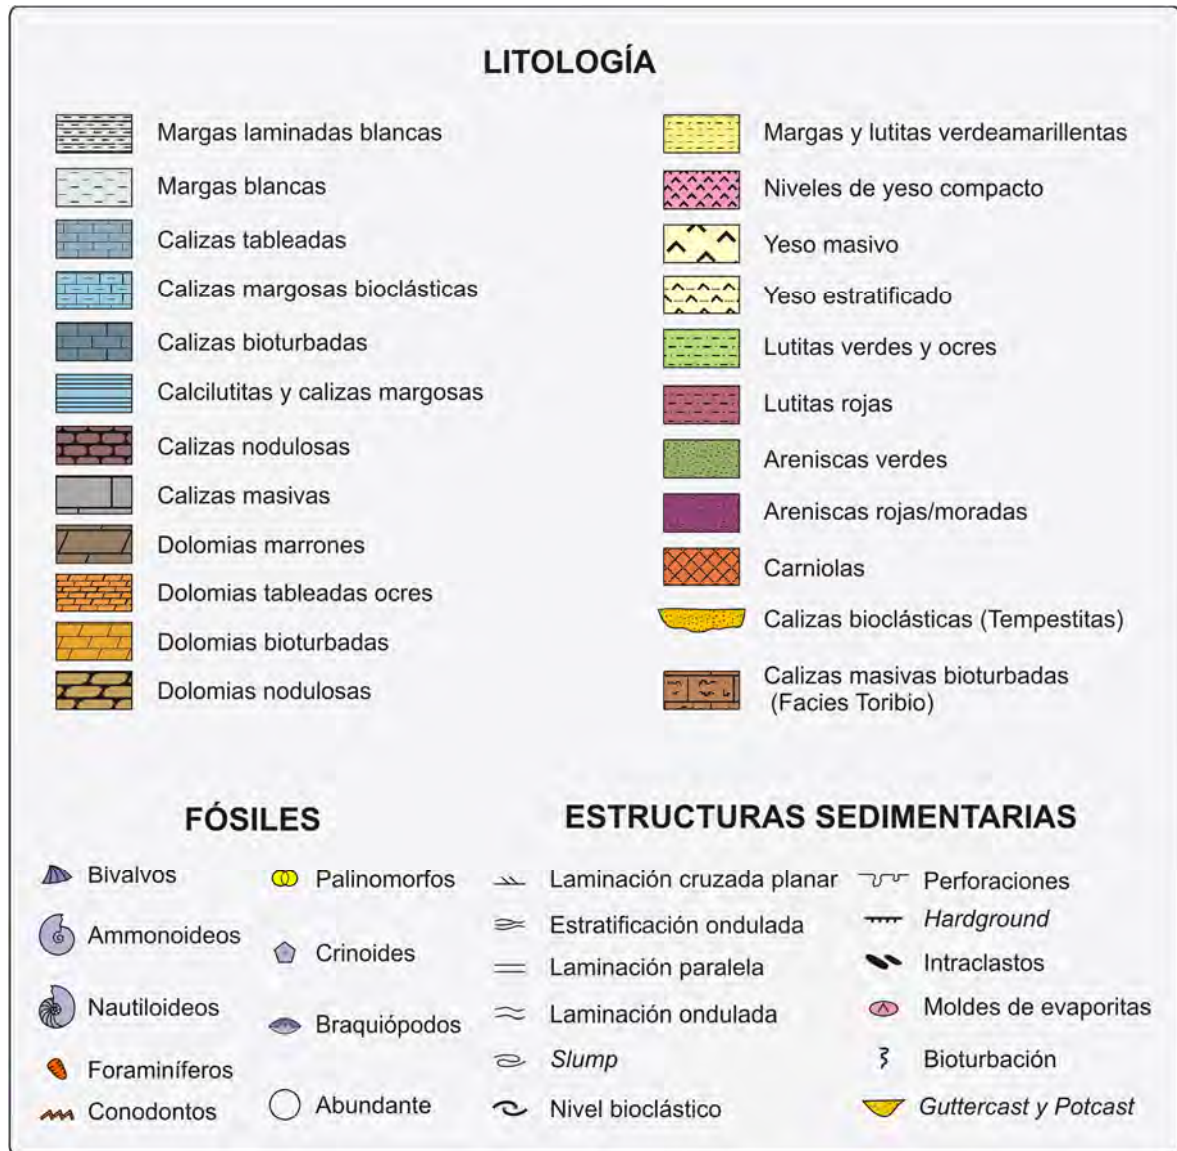 LITOLOGÍA
Margas laminadas blancas
Margas blancas
Calizas tableadas
Calizas margosas bioclásticas
Calizas bioturbadas
Calcilutitas y calizas margosas
Calizas nodulosas
Calizas masivas
Dolomias marrones
Dolomias tableadas ocres
Dolomias bioturbadas
Dolomias nodulosas
Margas y lutitas verdeamarillentas
Niveles de yeso compacto
Yeso masivo
Yeso estratificado
Lutitas verdes y ocres
Lutitas rojas
Areniscas verdes
Areniscas rojas/moradas
Carniolas
Calizas bioclásticas (Tempestitas)
Calizas masivas bioturbadas
(Facies Toribio)
FÓSILES
Bivalvos
Ammonoideos
Nautiloideos
Foraminíferos
Conodontos
Palinomorfos
Crinoides
Braquiópodos
Abundante
ESTRUCTURAS SEDIMENTARIAS
Laminación cruzada planar
Estratificación ondulada
Laminación paralela
Laminación ondulada
Slump
Nivel bioclástico
Perforaciones
Hardground
Intraclastos
Moldes de evaporitas
Bioturbación
Guttercast y Potcast